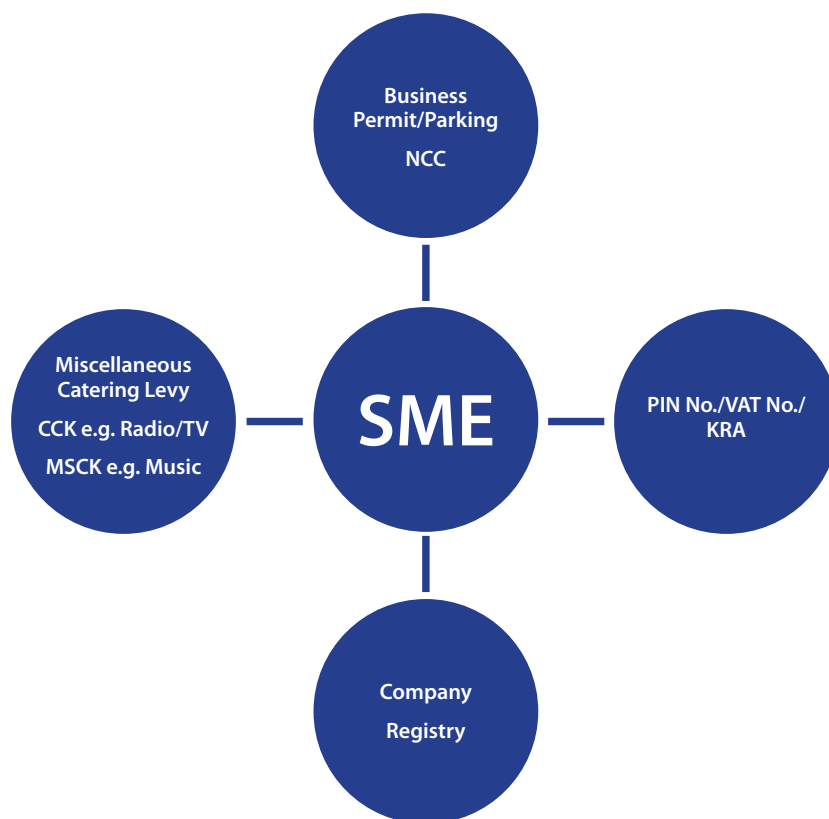 Business
Permit/Parking
NCC
Miscellaneous
Catering Levy
CCK e.g. Radio/TV
MSCK e.g. Music
SME
PIN No./VAT No./
KRA
Company
Registry